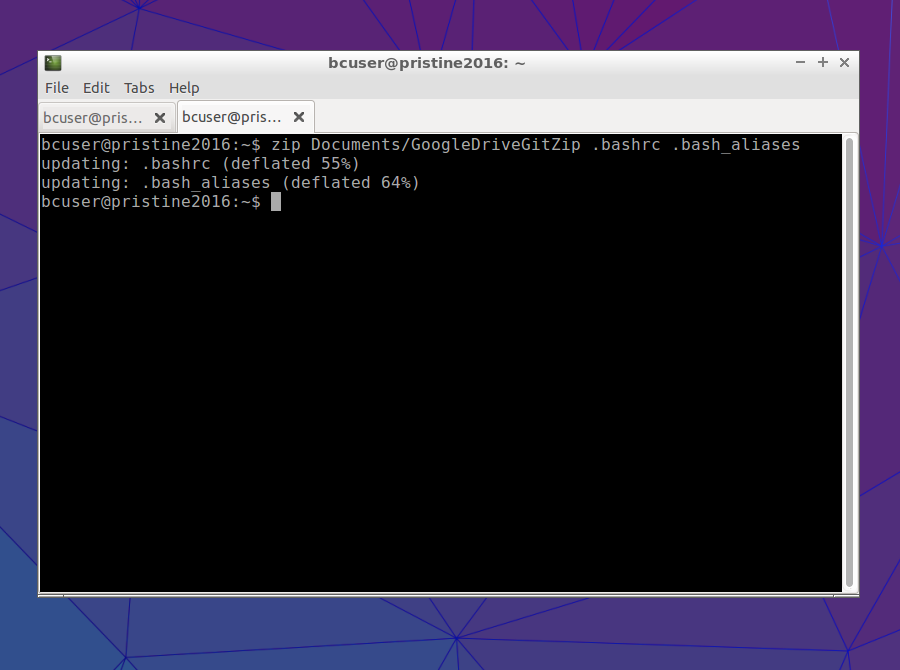 bcuser@pristine2016: ~
File Edit Tabs Help
bcuser@pris... bcuser@pris...
bcuser@pristine2016:~$ zip Documents/GoogleDriveGitZip .bashrc .bash_aliases
updating: .bashrc (deflated 55%)
updating: .bash_aliases (deflated 64%)
bcuser@pristine2016:~$